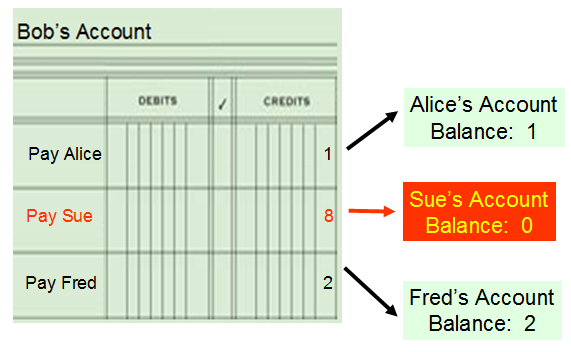 Bob's Account
DEBITS ✓ CREDITS
Pay Alice 1
Pay Sue 8
Pay Fred 2
Alice's Account
Balance: 1
Sue's Account
Balance: 0
Fred's Account
Balance: 2